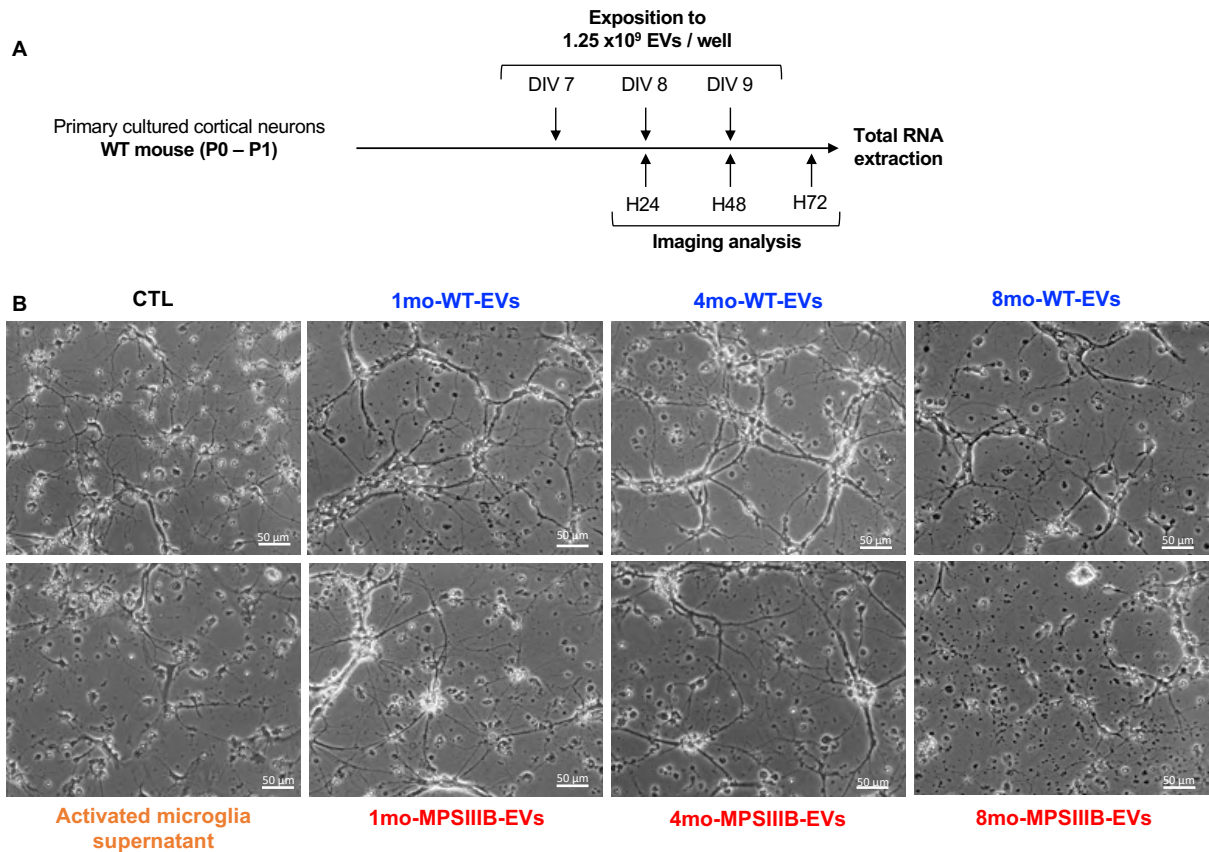 A
Exposition to
1.25 x10⁹ EVs / well
DIV 7 DIV 8 DIV 9
Primary cultured cortical neurons
WT mouse (P0 – P1)
Total RNA
extraction
H24 H48 H72
Imaging analysis
B
CTL 1mo-WT-EVs 4mo-WT-EVs 8mo-WT-EVs
50 µm 50 µm 50 µm 50 µm
50 µm 50 µm 50 µm 50 µm
Activated microglia
supernatant
1mo-MPSIIIB-EVs 4mo-MPSIIIB-EVs 8mo-MPSIIIB-EVs